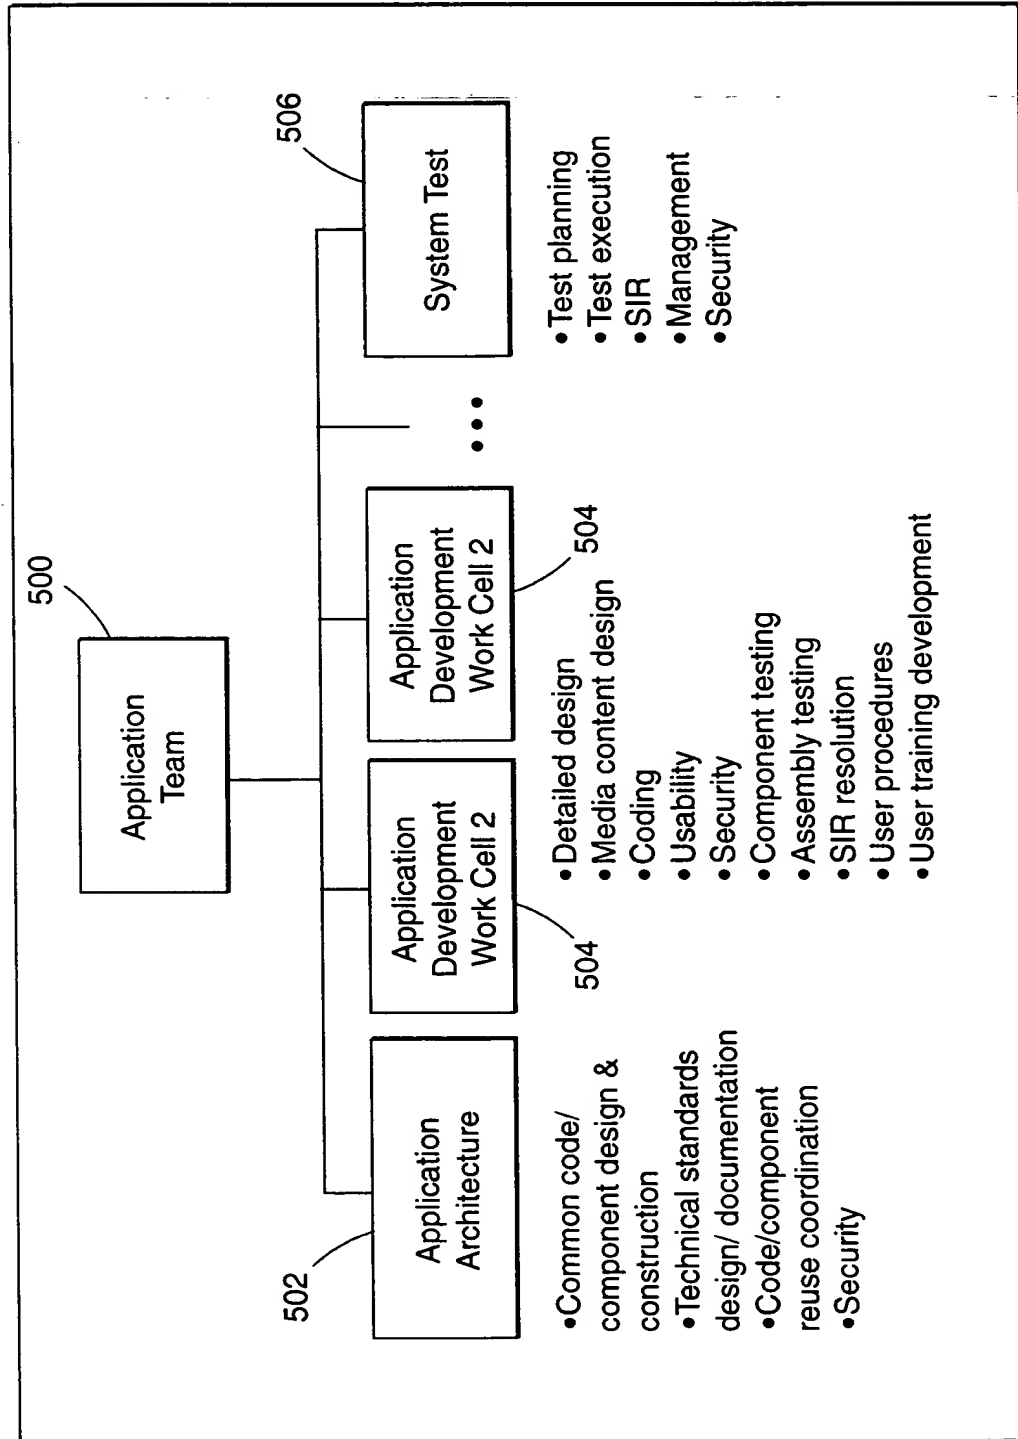 500
Application
Team
502
Application
Architecture
Application
Development
Work Cell 2
504
Application
Development
Work Cell 2
504
•••
506
System Test
•Common code/
component design &
construction
•Technical standards
design/ documentation
•Code/component
reuse coordination
•Security
•Detailed design
•Media content design
•Coding
•Usability
•Security
•Component testing
•Assembly testing
•SIR resolution
•User procedures
•User training development
•Test planning
•Test execution
•SIR
•Management
•Security